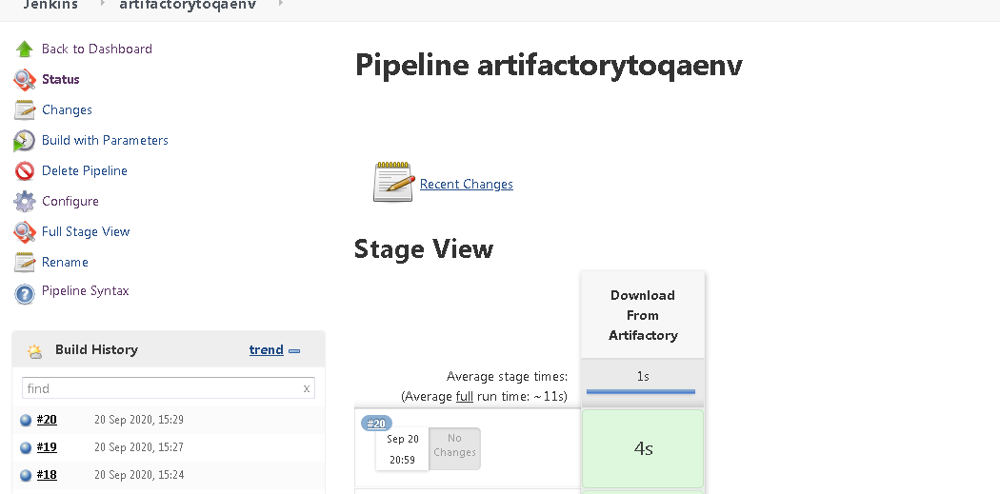 Jenkins artifactorytoqaenv
Back to Dashboard
Status
Changes
Build with Parameters
Delete Pipeline
Configure
Full Stage View
Rename
Pipeline Syntax
Build History trend
find x
#20 20 Sep 2020, 15:29
#19 20 Sep 2020, 15:27
#18 20 Sep 2020, 15:24
Pipeline artifactorytoqaenv
Recent Changes
Stage View
Download
From
Artifactory
Average stage times:
(Average full run time: ~11s)
1s
#20
Sep 20
20:59
No
Changes
4s